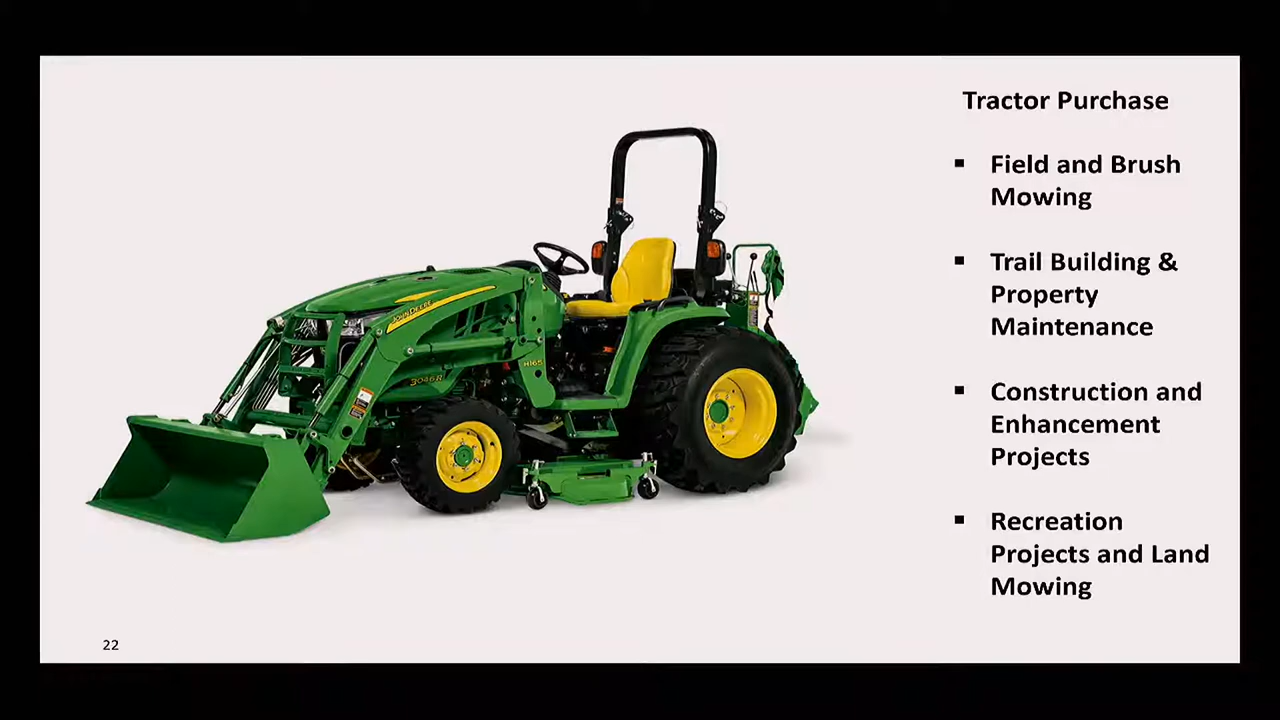 Tractor Purchase
▪ Field and Brush
Mowing
▪ Trail Building &
Property
Maintenance
▪ Construction and
Enhancement
Projects
▪ Recreation
Projects and Land
Mowing
JOHN DEERE
H165
3046R
22